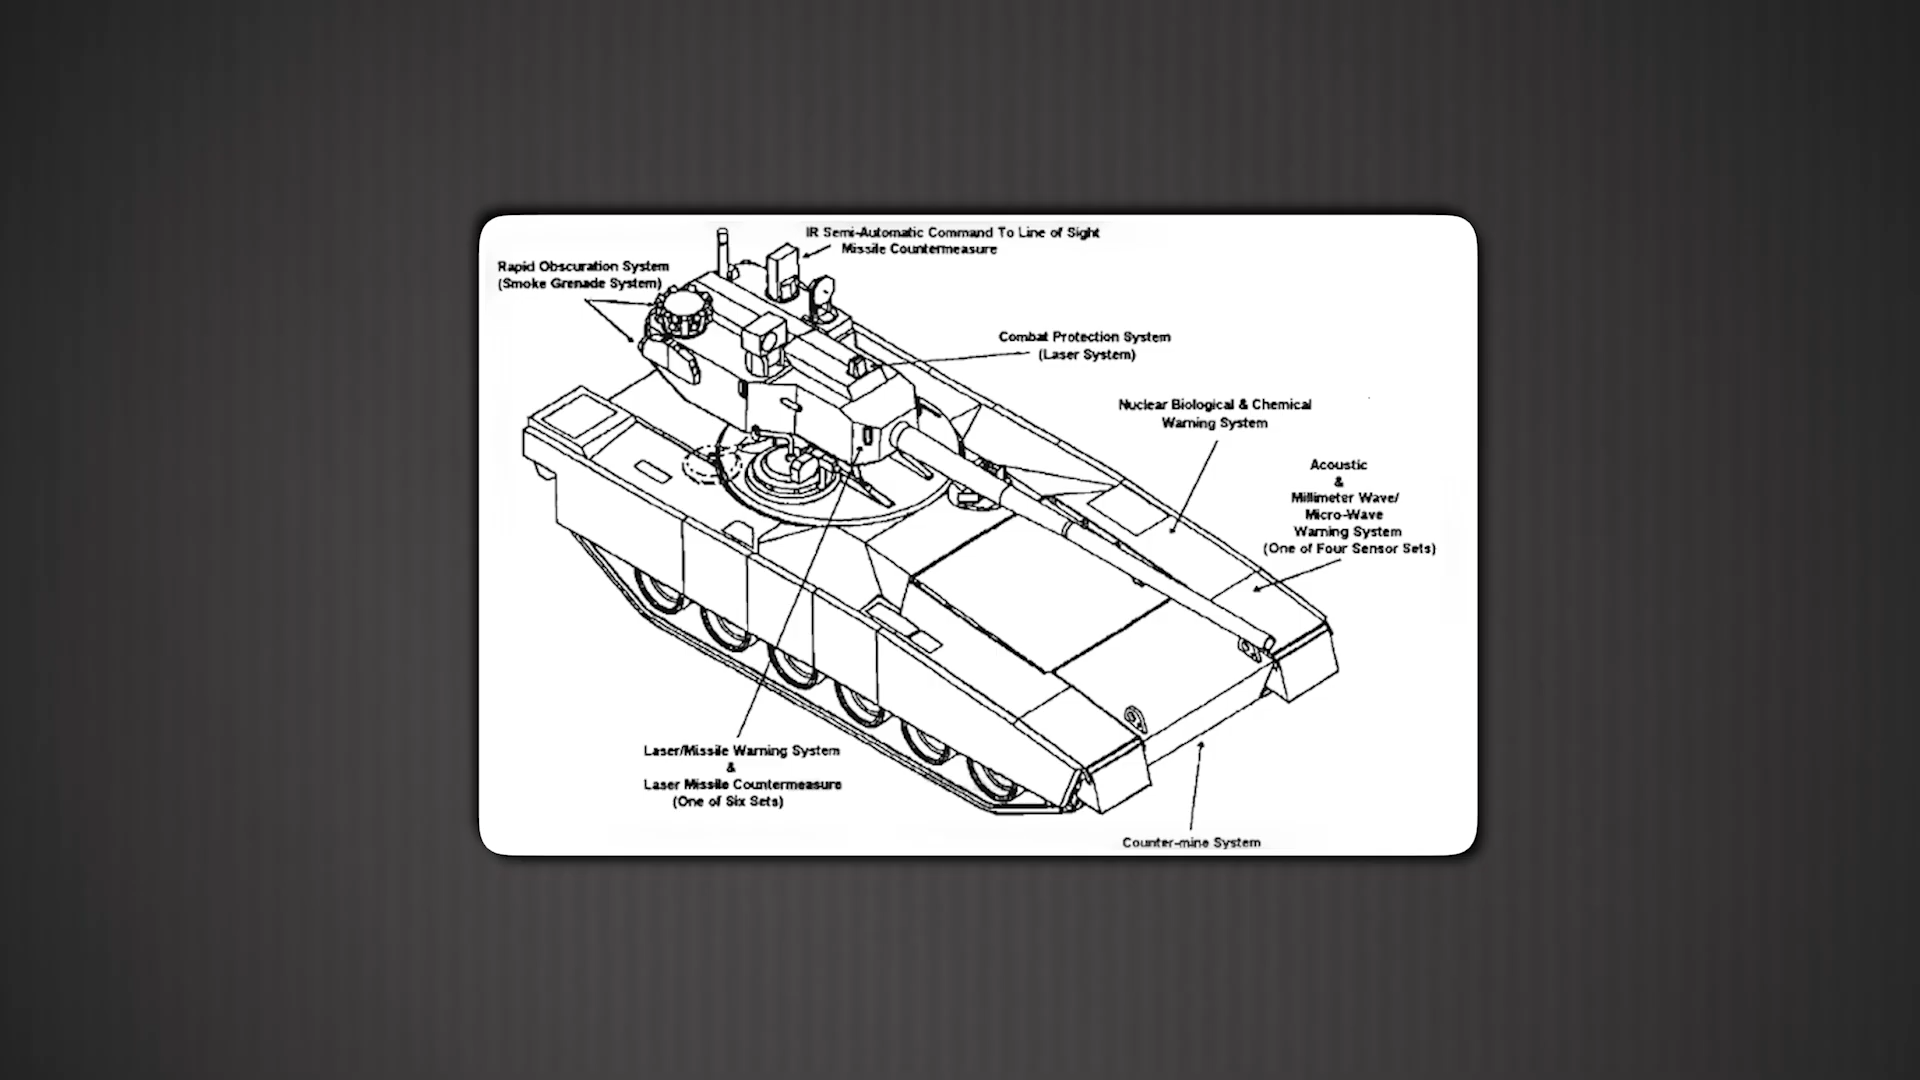 IR Semi-Automatic Command To Line of Sight
Missile Countermeasure
Rapid Obscuration System
(Smoke Grenade System)
Combat Protection System
(Laser System)
Nuclear Biological & Chemical
Warning System
Acoustic
&
Millimeter Wave/
Micro-Wave
Warning System
(One of Four Sensor Sets)
Laser/Missile Warning System
&
Laser Missile Countermeasure
(One of Six Sets)
Counter-mine System